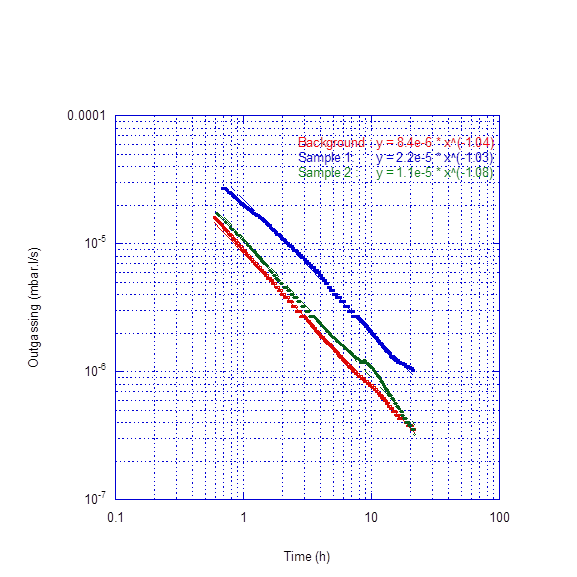 0.0001
Background y = 8.4e-6 * x^(-1.04)
Sample 1 y = 2.2e-5 * x^(-1.03)
Sample 2 y = 1.1e-5 * x^(-1.08)
10-5
Outgassing (mbar.l/s)
10-6
10-7
0.1 1 10 100
Time (h)